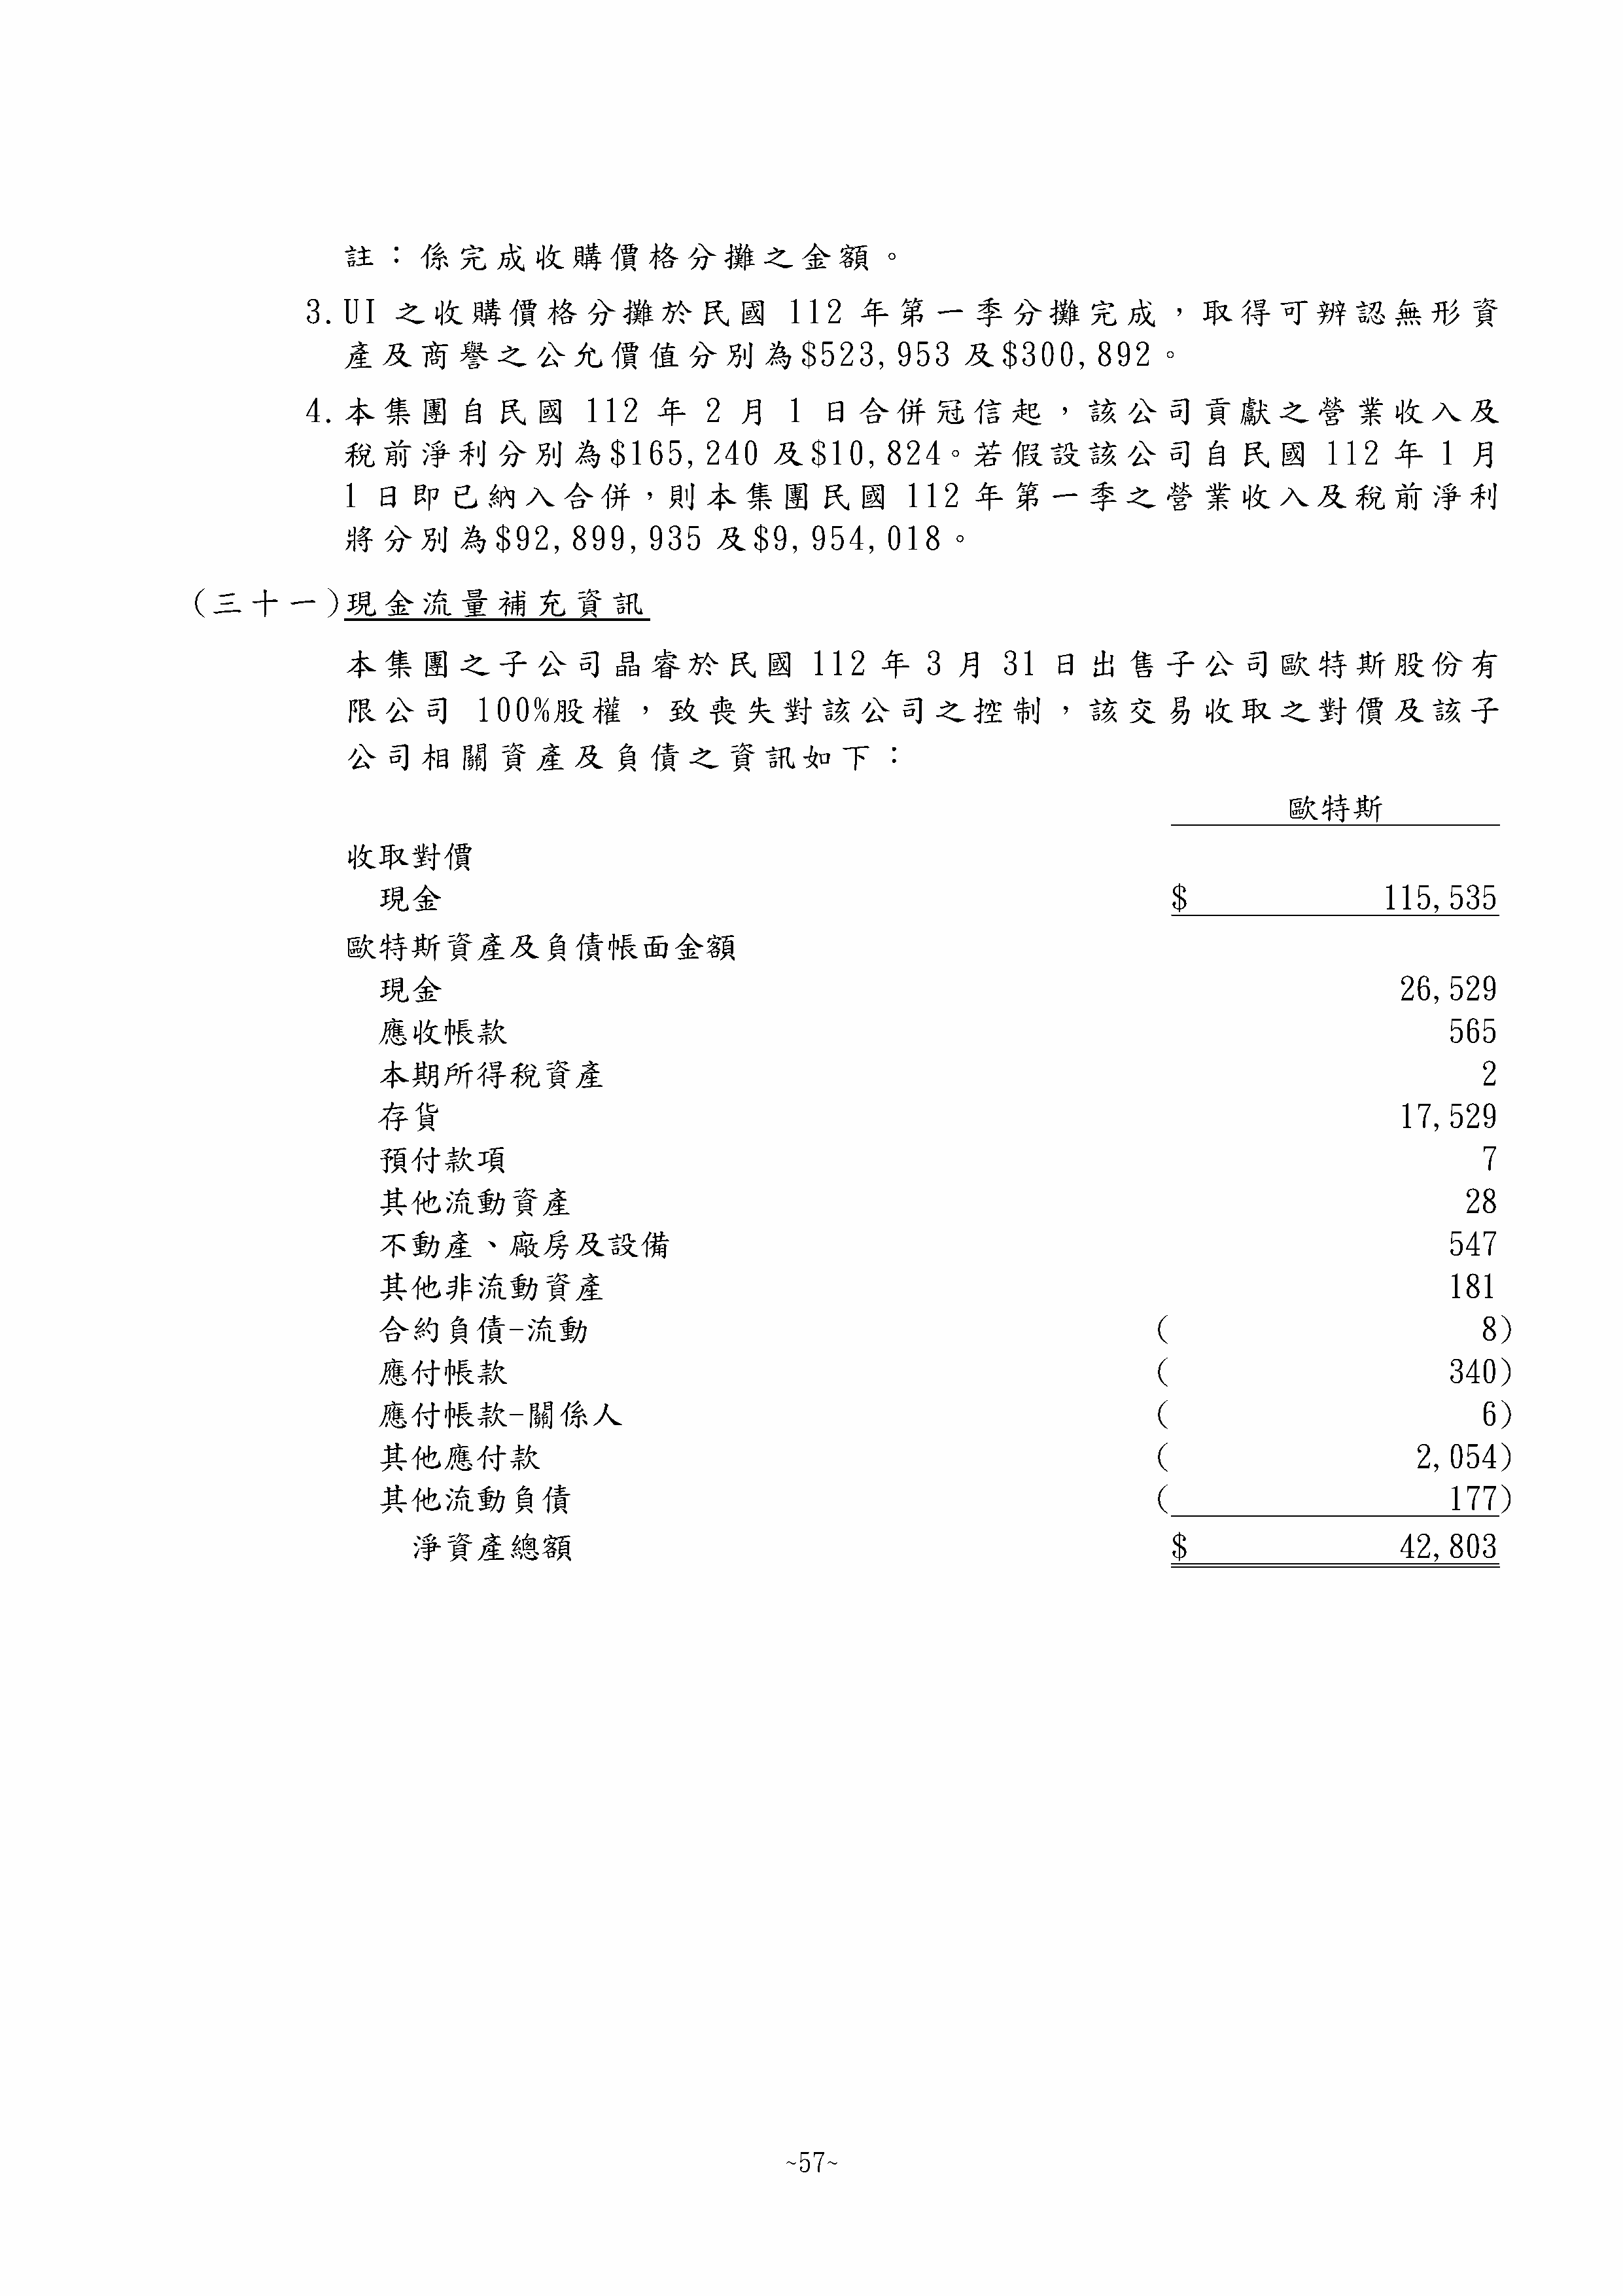 註：係完成收購價格分攤之金額。
3.UI 之收購價格分攤於民國 112 年第一季分攤完成，取得可辨認無形資
產及商譽之公允價值分別為$523,953 及$300,892。
4.本集團自民國 112 年 2 月 1 日合併冠信起，該公司貢獻之營業收入及
稅前淨利分別為$165,240 及$10,824。若假設該公司自民國 112 年 1 月
1 日即已納入合併，則本集團民國 112 年第一季之營業收入及稅前淨利
將分別為$92,899,935 及$9,954,018。
(三十一)現金流量補充資訊
本集團之子公司晶睿於民國 112 年 3 月 31 日出售子公司歐特斯股份有
限公司 100%股權，致喪失對該公司之控制，該交易收取之對價及該子
公司相關資產及負債之資訊如下：
歐特斯
收取對價
現金 $ 115,535
歐特斯資產及負債帳面金額
現金 26,529
應收帳款 565
本期所得稅資產 2
存貨 17,529
預付款項 7
其他流動資產 28
不動產、廠房及設備 547
其他非流動資產 181
合約負債-流動 ( 8)
應付帳款 ( 340)
應付帳款-關係人 ( 6)
其他應付款 ( 2,054)
其他流動負債 ( 177)
淨資產總額 $ 42,803
~57~